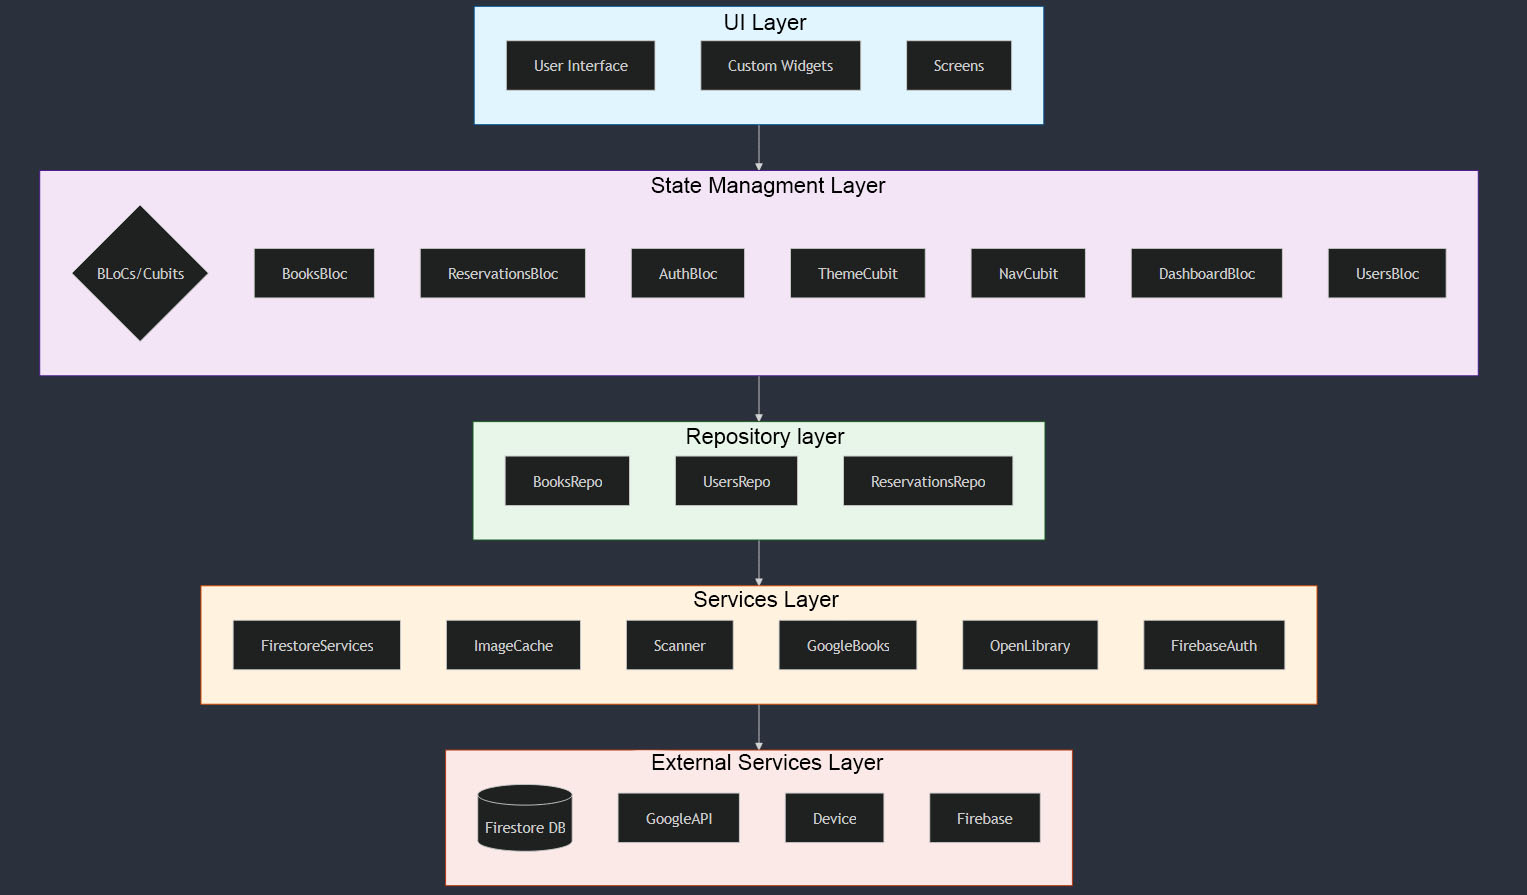 UI Layer
User Interface
Custom Widgets
Screens
State Managment Layer
BLoCs/Cubits
BooksBloc
ReservationsBloc
AuthBloc
ThemeCubit
NavCubit
DashboardBloc
UsersBloc
Repository layer
BooksRepo
UsersRepo
ReservationsRepo
Services Layer
FirestoreServices
ImageCache
Scanner
GoogleBooks
OpenLibrary
FirebaseAuth
External Services Layer
Firestore DB
GoogleAPI
Device
Firebase